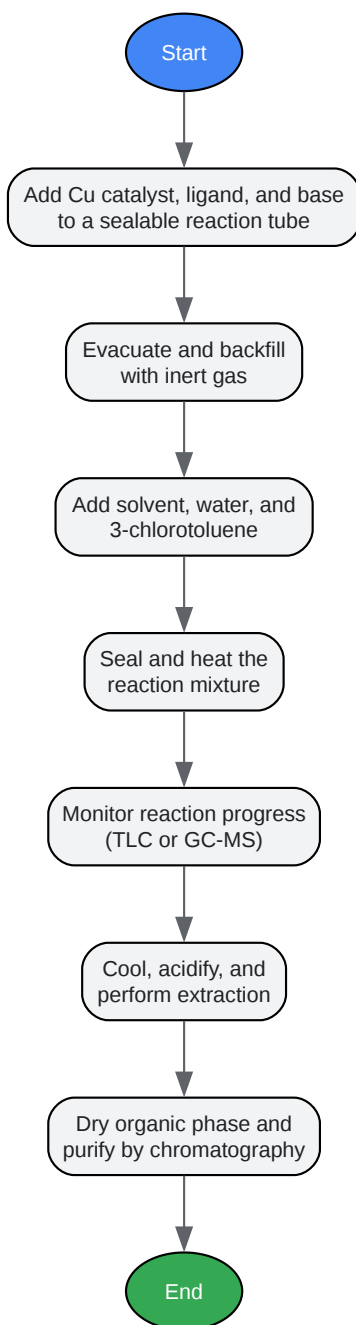 Start
Add Cu catalyst, ligand, and base
to a sealable reaction tube
Evacuate and backfill
with inert gas
Add solvent, water, and
3-chlorotoluene
Seal and heat the
reaction mixture
Monitor reaction progress
(TLC or GC-MS)
Cool, acidify, and
perform extraction
Dry organic phase and
purify by chromatography
End